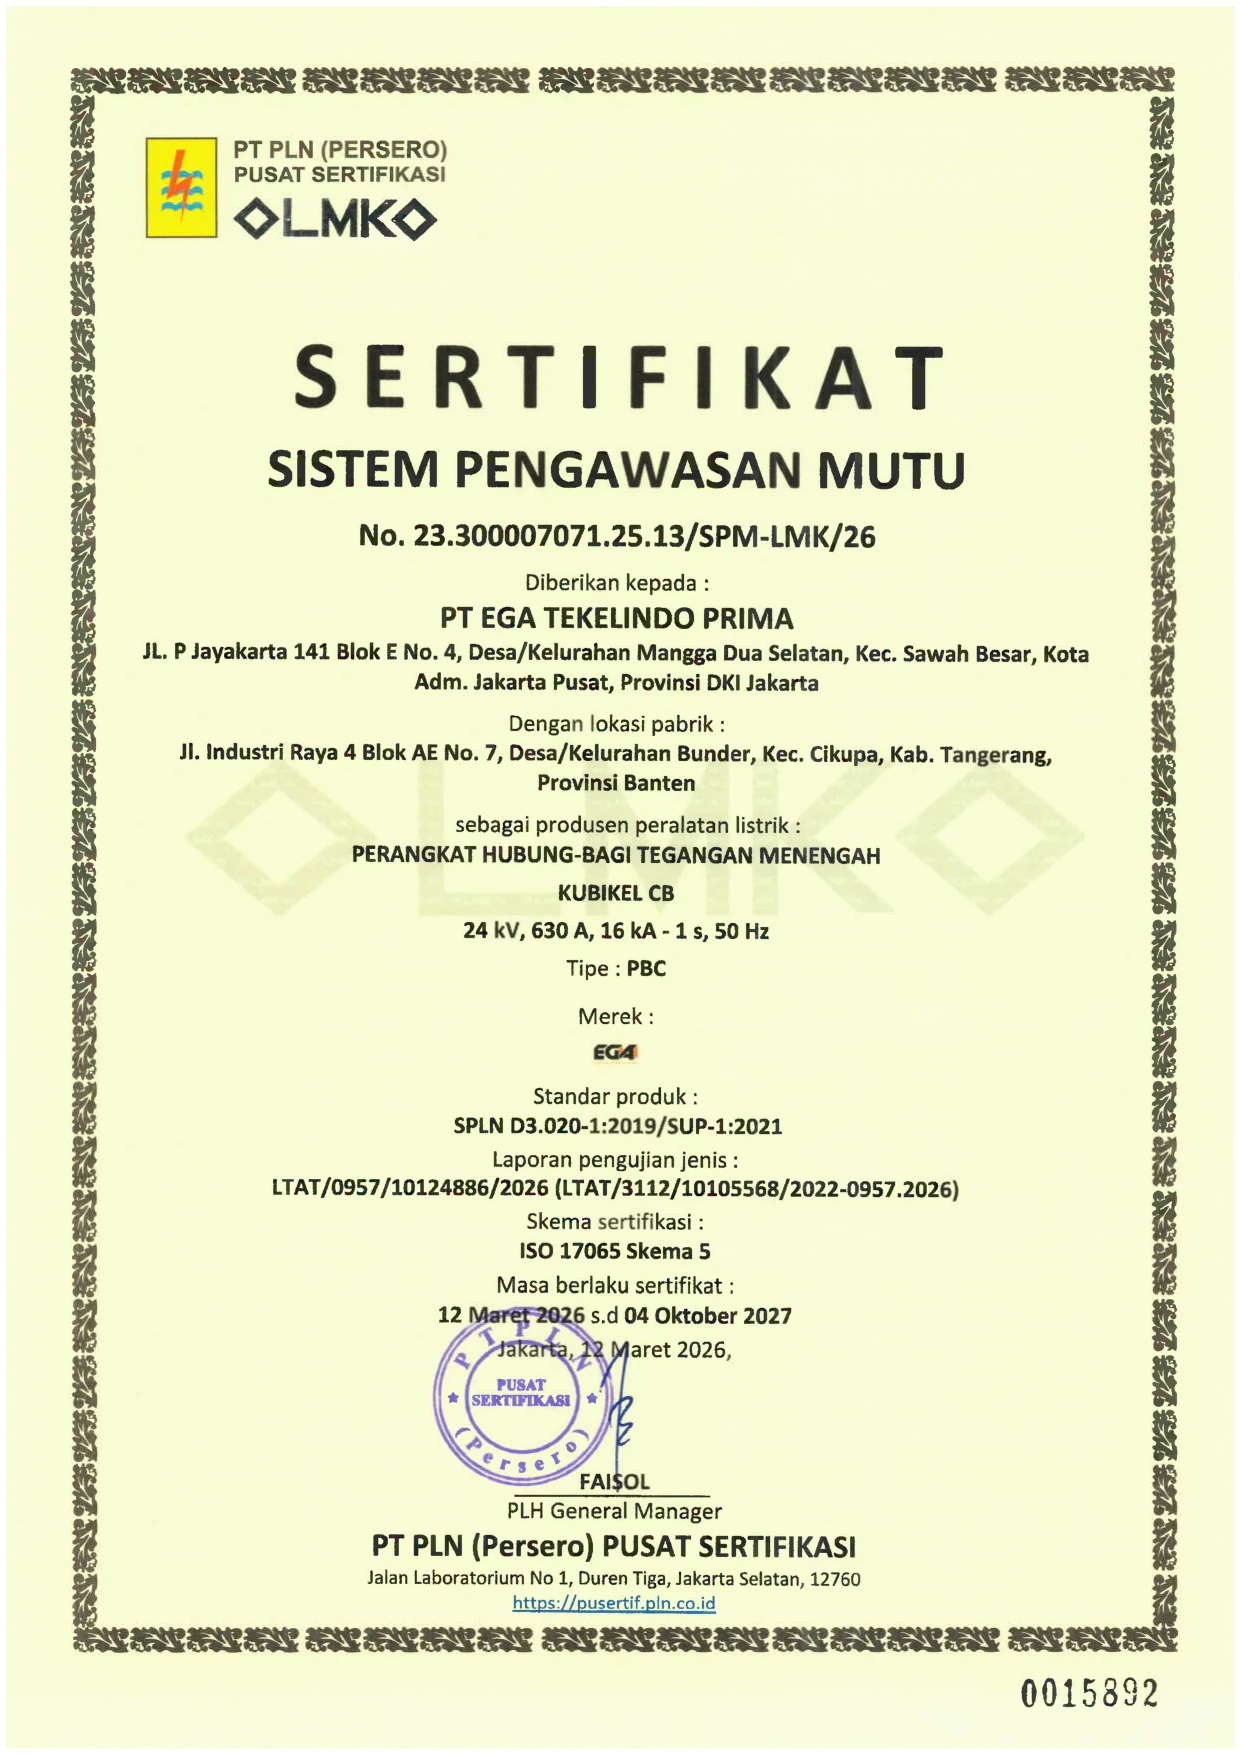 PT PLN (PERSERO)
PUSAT SERTIFIKASI
LMK
SERTIFIKAT
SISTEM PENGAWASAN MUTU
No. 23.300007071.25.13/SPM-LMK/26
Diberikan kepada :
PT EGA TEKELINDO PRIMA
JL. P Jayakarta 141 Blok E No. 4, Desa/Kelurahan Mangga Dua Selatan, Kec. Sawah Besar, Kota
Adm. Jakarta Pusat, Provinsi DKI Jakarta
Dengan lokasi pabrik :
Jl. Industri Raya 4 Blok AE No. 7, Desa/Kelurahan Bunder, Kec. Cikupa, Kab. Tangerang,
Provinsi Banten
LMK
sebagai produsen peralatan listrik :
PERANGKAT HUBUNG-BAGI TEGANGAN MENENGAH
KUBIKEL CB
24 kV, 630 A, 16 kA - 1 s, 50 Hz
Tipe : PBC
Merek :
EGA
Standar produk :
SPLN D3.020-1:2019/SUP-1:2021
Laporan pengujian jenis :
LTAT/0957/10124886/2026 (LTAT/3112/10105568/2022-0957.2026)
Skema sertifikasi :
ISO 17065 Skema 5
Masa berlaku sertifikat :
12 Maret 2026 s.d 04 Oktober 2027
Jakarta, 12 Maret 2026,
PT PLN
PUSAT
SERTIFIKASI
(Persero)
FAISOL
PLH General Manager
PT PLN (Persero) PUSAT SERTIFIKASI
Jalan Laboratorium No 1, Duren Tiga, Jakarta Selatan, 12760
https://pusertif.pln.co.id
0015892